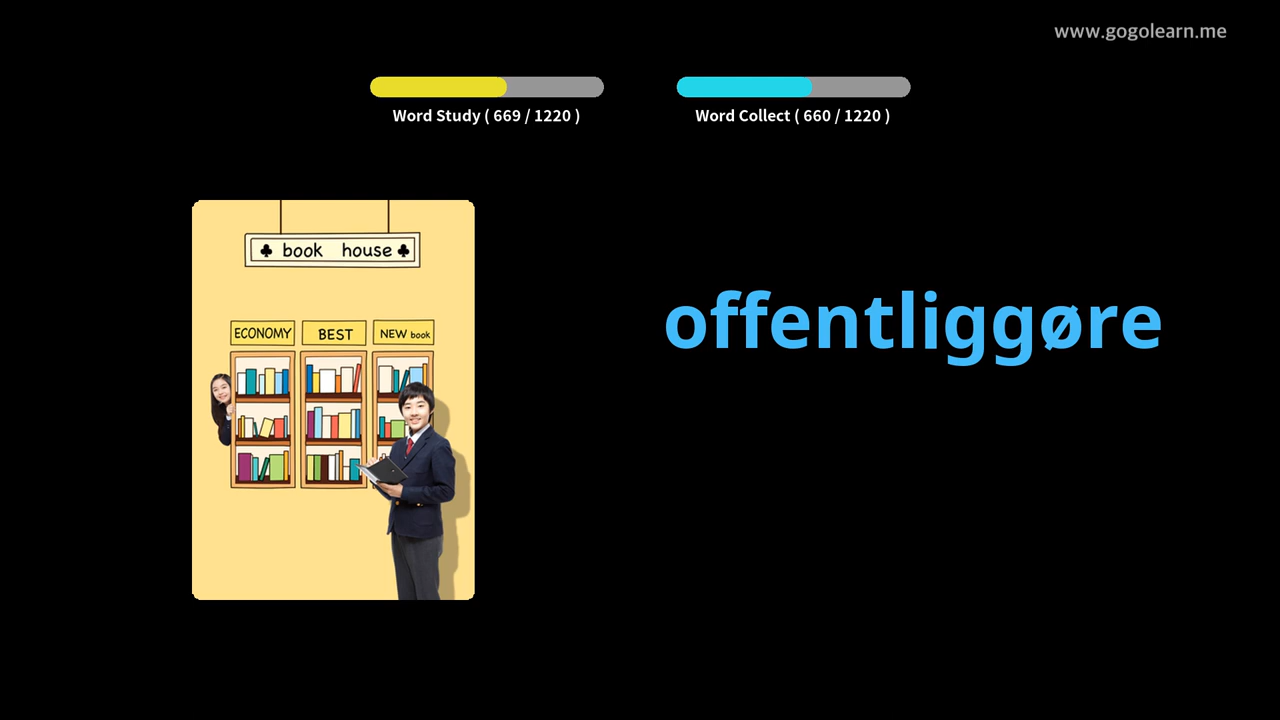 www.gogolearn.me
Word Study ( 669 / 1220 )
Word Collect ( 660 / 1220 )
♣ book house ♣
ECONOMY
BEST
NEW book
offentliggøre